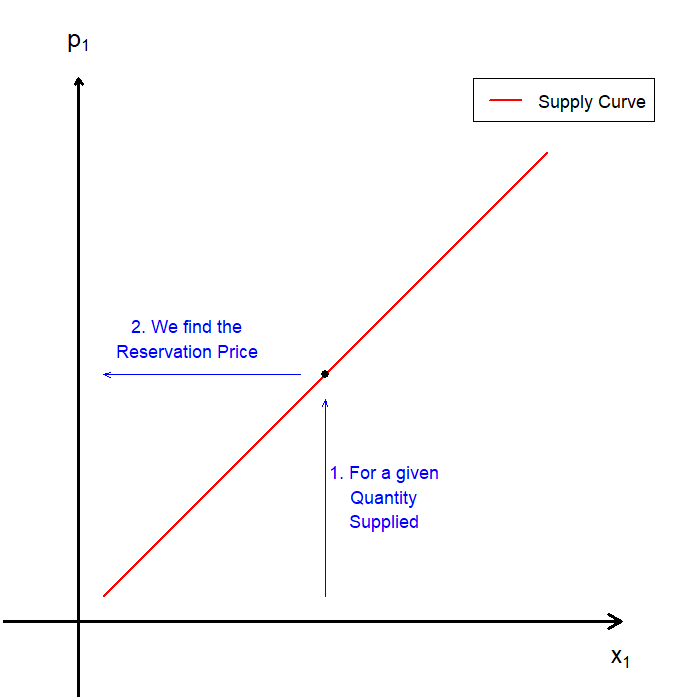 p₁
Supply Curve
2. We find the
Reservation Price
1. For a given
Quantity
Supplied
x₁